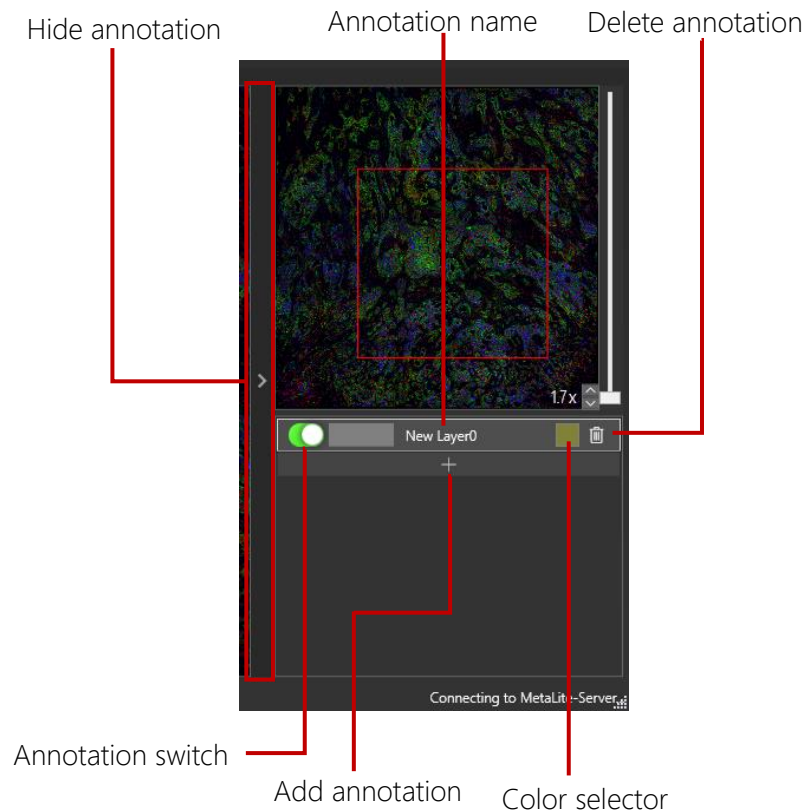 Hide annotation
Annotation name
Delete annotation
1.7x
New Layer0
Connecting to MetaLite-Server
Annotation switch
Add annotation
Color selector